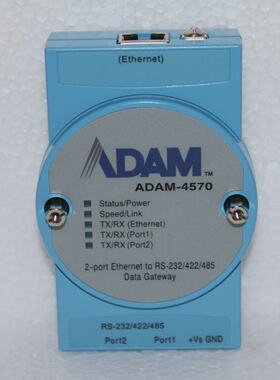 (Ethernet)
ADAM™
ADAM-4570
Status/Power
Speed/Link
TX/RX (Ethernet)
TX/RX (Port1)
TX/RX (Port2)
2-port Ethernet to RS-232/422/485
Data Gateway
RS-232/422/485
Port2 Port1 +Vs GND